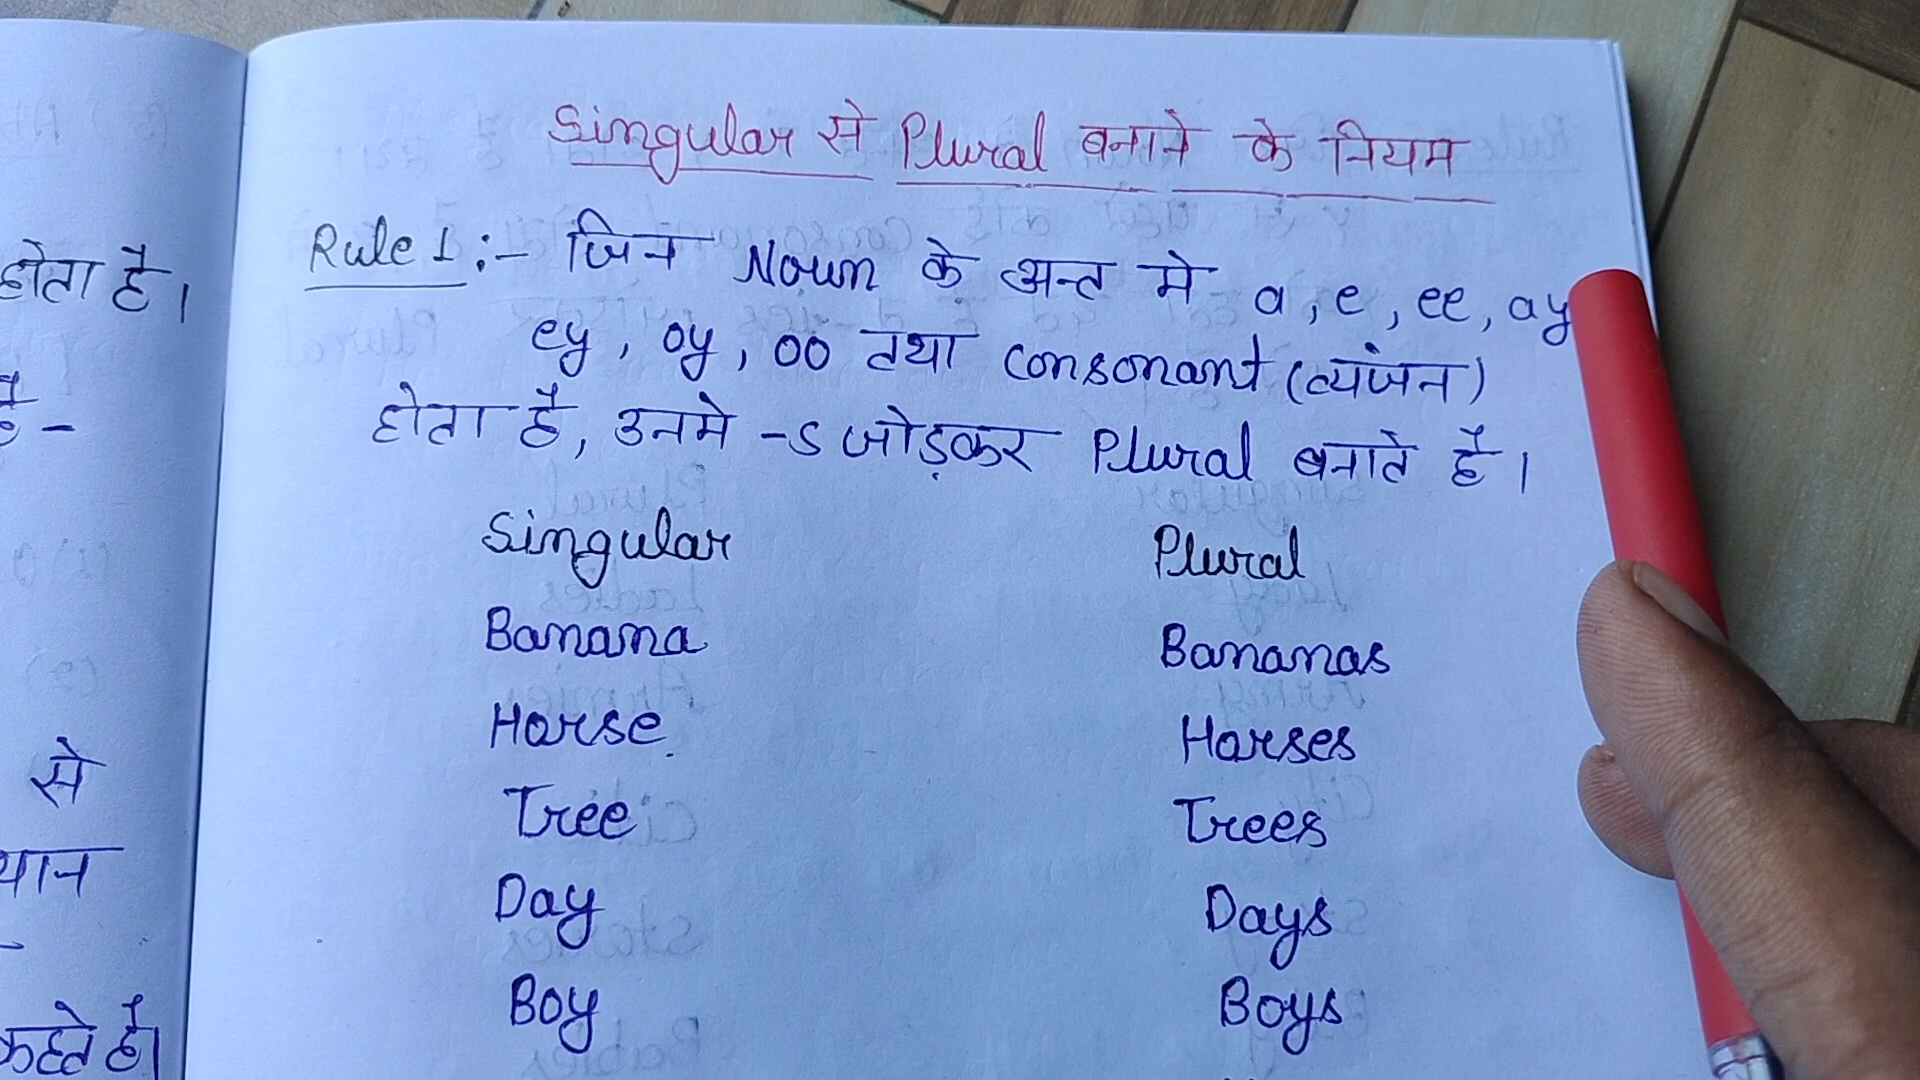 होता है।
है -
से
कहते है।
Singular से Plural बनाने के नियम
Rule 1 :- जिन Noun के अन्त मे a, e, ee, ay
ey, oy, oo तथा Consonant (व्यंजन)
होता है, उनमे -s जोड़कर Plural बनाते है।
Singular Plural
Banana Bananas
Horse Horses
Tree Trees
Day Days
Boy Boys